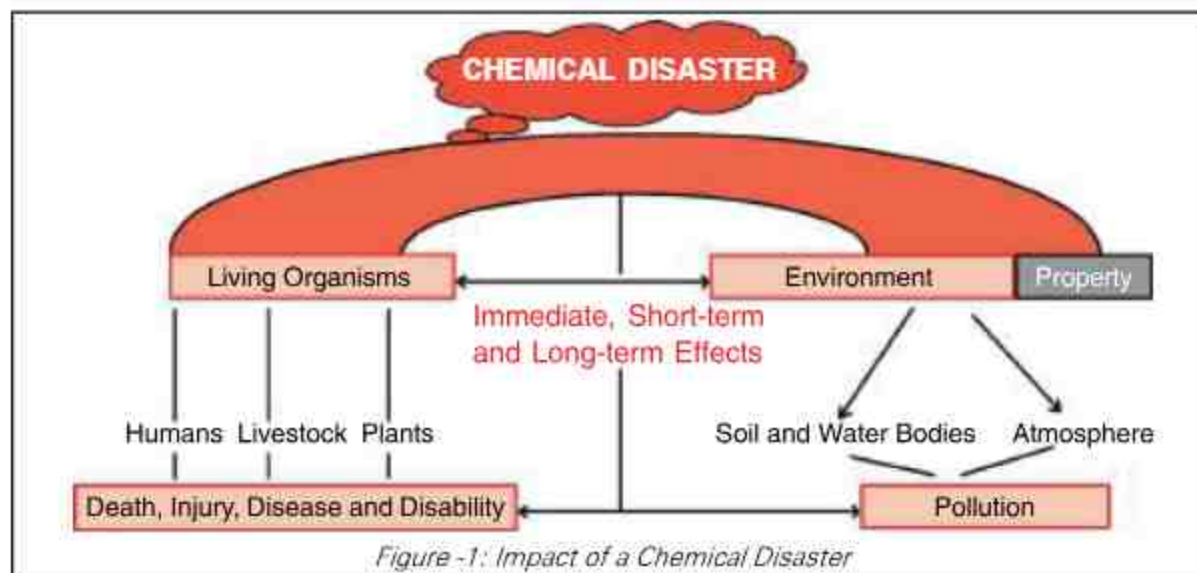 CHEMICAL DISASTER
Living Organisms
Environment
Property
Immediate, Short-term
and Long-term Effects
Humans Livestock Plants
Soil and Water Bodies
Atmosphere
Death, Injury, Disease and Disability
Pollution
Figure -1: Impact of a Chemical Disaster